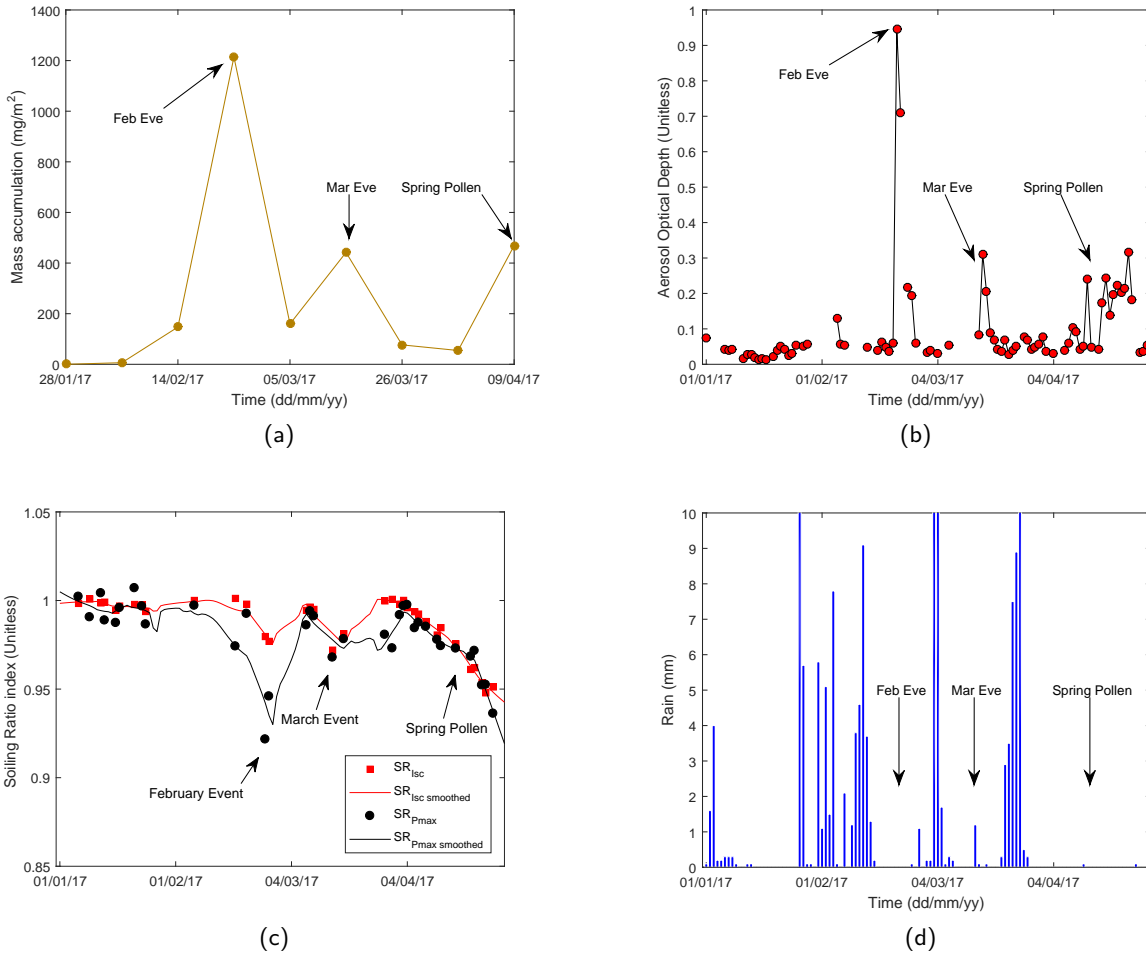 1400
1200
1000
800
600
400
200
0
Mass accumulation (mg/m2)
Feb Eve
Mar Eve
Spring Pollen
28/01/17 14/02/17 05/03/17 26/03/17 09/04/17
Time (dd/mm/yy)
(a)
1
0.9
0.8
0.7
0.6
0.5
0.4
0.3
0.2
0.1
0
Aerosol Optical Depth (Unitless)
Feb Eve
Mar Eve
Spring Pollen
01/01/17 01/02/17 04/03/17 04/04/17
Time (dd/mm/yy)
(b)
1.05
1
0.95
0.9
0.85
Soiling Ratio index (Unitless)
March Event
Spring Pollen
February Event
SRIsc
SRIsc smoothed
SRPmax
SRPmax smoothed
01/01/17 01/02/17 04/03/17 04/04/17
(c)
10
9
8
7
6
5
4
3
2
1
0
Rain (mm)
Feb Eve
Mar Eve
Spring Pollen
01/01/17 01/02/17 04/03/17 04/04/17
Time (dd/mm/yy)
(d)